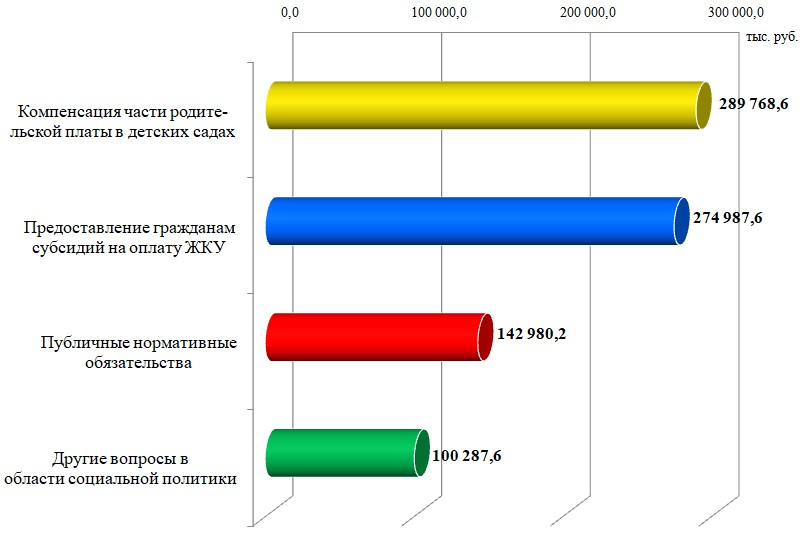 0,0 100 000,0 200 000,0 300 000,0
тыс. руб.
Компенсация части родите-
льской платы в детских садах
289 768,6
Предоставление гражданам
субсидий на оплату ЖКУ
274 987,6
Публичные нормативные
обязательства
142 980,2
Другие вопросы в
области социальной политики
100 287,6